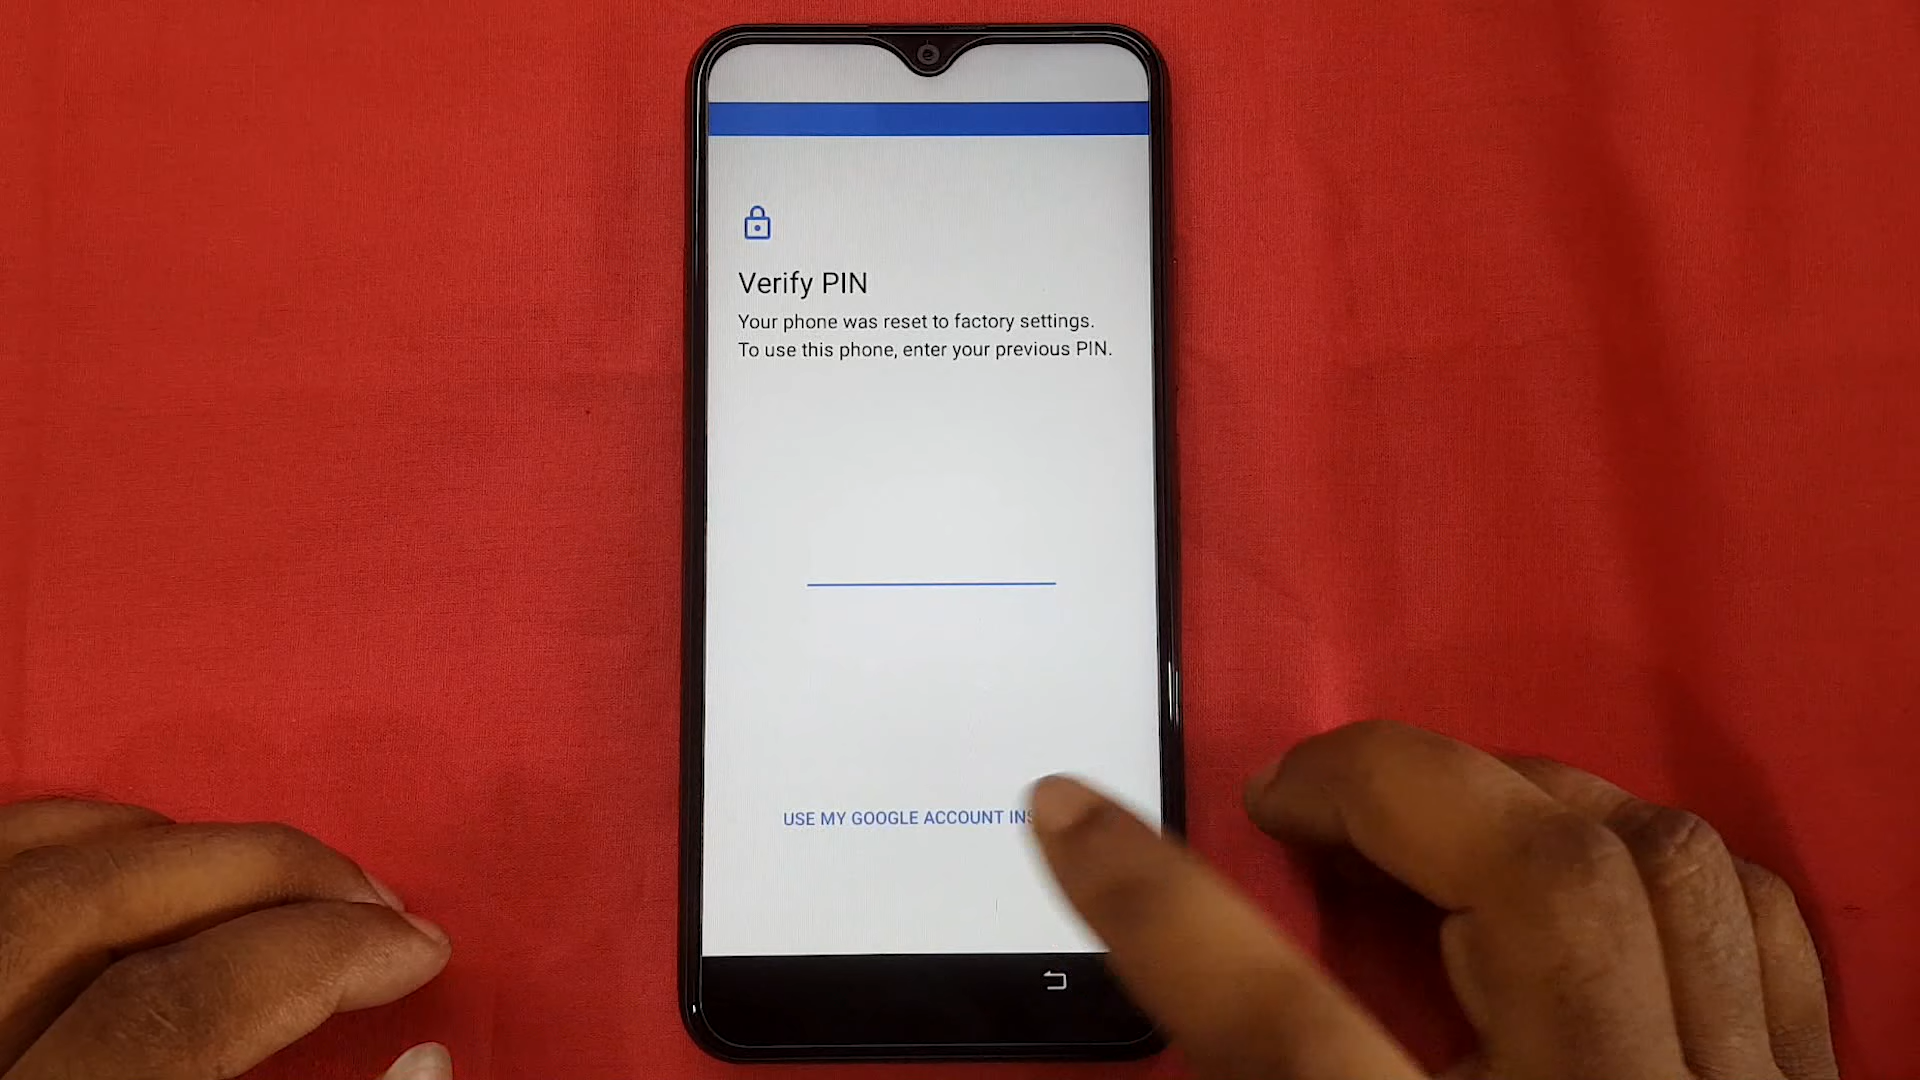 Verify PIN
Your phone was reset to factory settings.
To use this phone, enter your previous PIN.
USE MY GOOGLE ACCOUNT